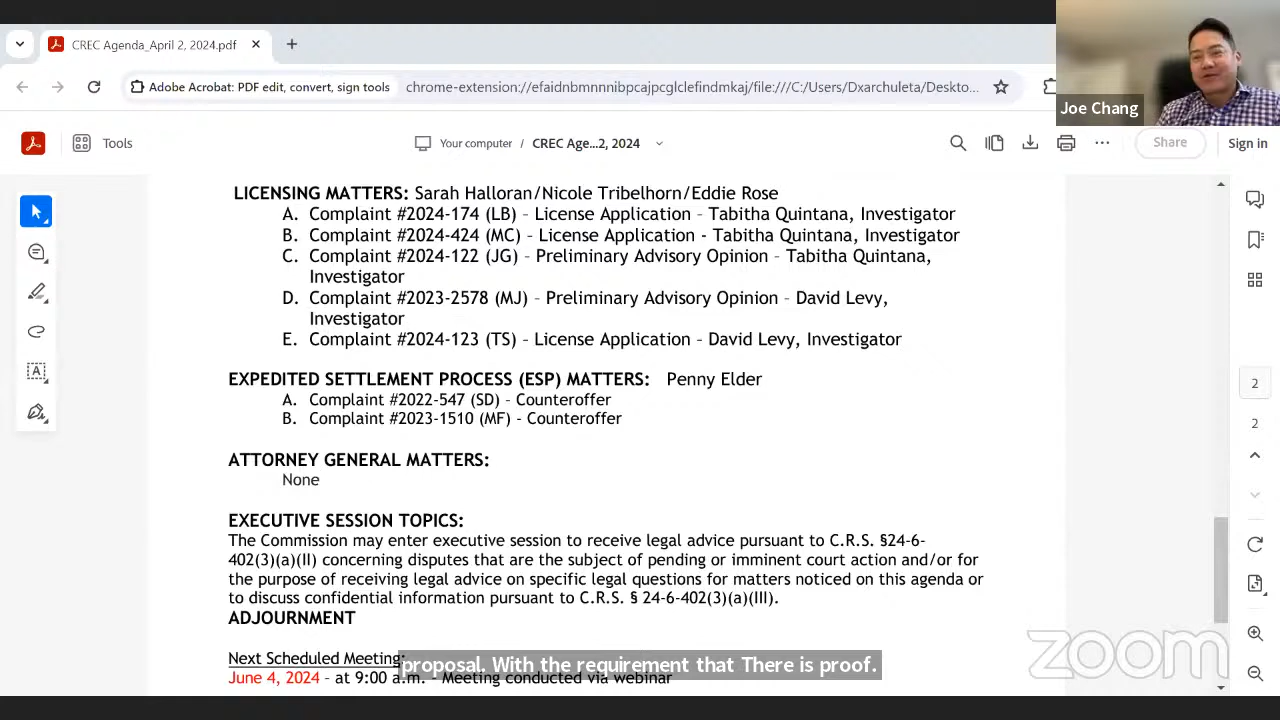 CREC Agenda_April 2, 2024.pdf
Adobe Acrobat: PDF edit, convert, sign tools
chrome-extension://efaidnbmnnnibpcajpcglclefindmkaj/file:///C:/Users/Dxarchuleta/Deskto...
Joe Chang
Tools
Your computer / CREC Age...2, 2024
Share
Sign in
LICENSING MATTERS: Sarah Halloran/Nicole Tribelhorn/Eddie Rose
A. Complaint #2024-174 (LB) – License Application – Tabitha Quintana, Investigator
B. Complaint #2024-424 (MC) – License Application - Tabitha Quintana, Investigator
C. Complaint #2024-122 (JG) – Preliminary Advisory Opinion – Tabitha Quintana,
Investigator
D. Complaint #2023-2578 (MJ) – Preliminary Advisory Opinion – David Levy,
Investigator
E. Complaint #2024-123 (TS) – License Application – David Levy, Investigator
EXPEDITED SETTLEMENT PROCESS (ESP) MATTERS: Penny Elder
A. Complaint #2022-547 (SD) – Counteroffer
B. Complaint #2023-1510 (MF) - Counteroffer
ATTORNEY GENERAL MATTERS:
None
EXECUTIVE SESSION TOPICS:
The Commission may enter executive session to receive legal advice pursuant to C.R.S. §24-6-
402(3)(a)(II) concerning disputes that are the subject of pending or imminent court action and/or for
the purpose of receiving legal advice on specific legal questions for matters noticed on this agenda or
to discuss confidential information pursuant to C.R.S. § 24-6-402(3)(a)(III).
ADJOURNMENT
Next Scheduled Meeting:
proposal. With the requirement that There is proof.
June 4, 2024 – at 9:00 a.m. - Meeting conducted via webinar
2
2
zoom